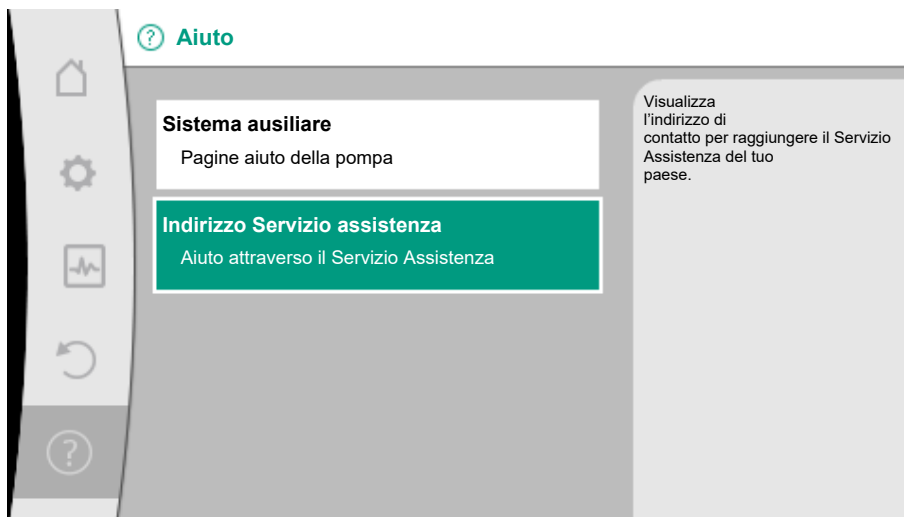 Aiuto
Sistema ausiliare
Pagine aiuto della pompa
Indirizzo Servizio assistenza
Aiuto attraverso il Servizio Assistenza
Visualizza
l'indirizzo di
contatto per raggiungere il Servizio
Assistenza del tuo
paese.